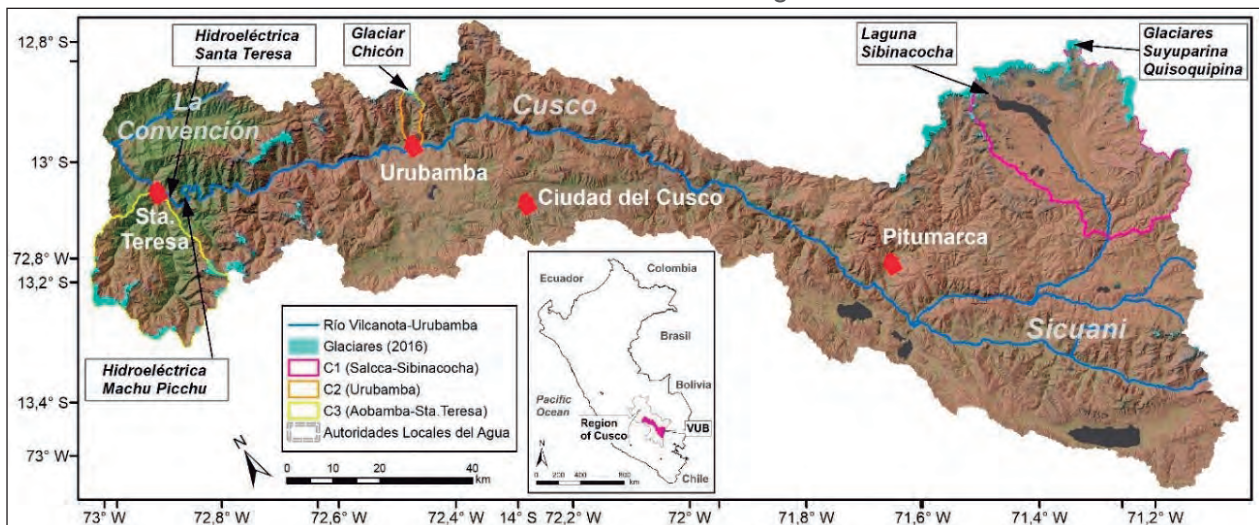 12,8° S
13° S
72,8° W
13,2° S
13,4° S
73° W
Hidroeléctrica
Santa Teresa
Glaciar
Chicón
Laguna
Sibinacocha
Glaciares
Suyuparina
Quisoquipina
La
Convención
Cusco
Urubamba
Ciudad del Cusco
Sta.
Teresa
Pitumarca
Sicuani
Hidroeléctrica
Machu Picchu
Río Vilcanota-Urubamba
Glaciares (2016)
C1 (Salcca-Sibinacocha)
C2 (Urubamba)
C3 (Aobamba-Sta.Teresa)
Autoridades Locales del Agua
N
0 10 20 40
km
Ecuador
Colombia
Brasil
Bolivia
Pacific
Ocean
Region
of Cusco
VUB
N
0 200 400 800
km
Chile
73° W 72,8° W 72,6° W 72,4° W 14° S 72,2° W 72° W 71,8° W 71,6° W 71,4° W 71,2° W